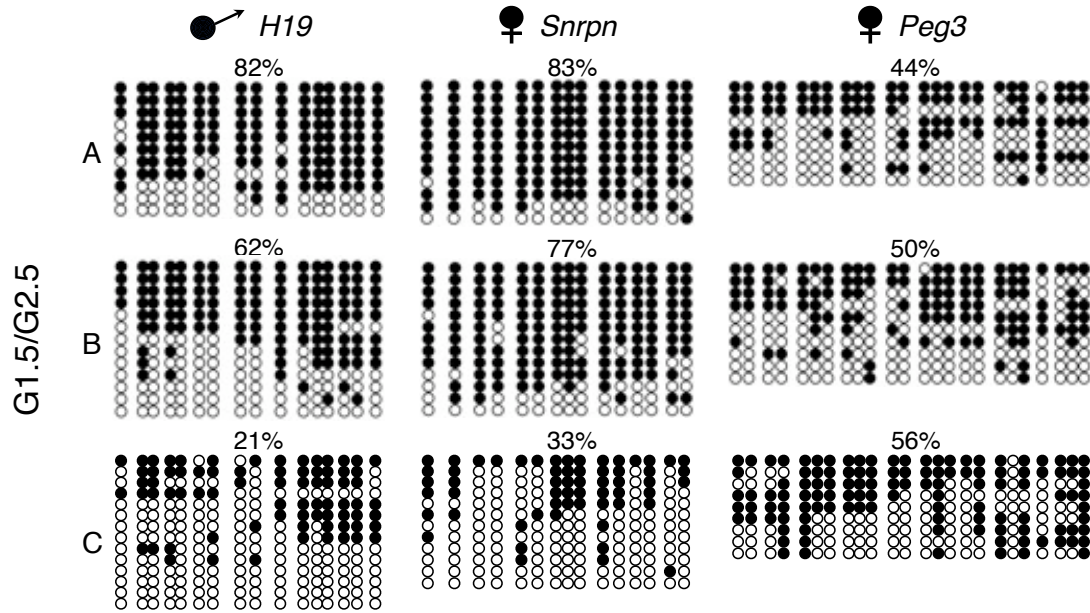 H19 Snrpn Peg3
82% 83% 44%
A
62% 77% 50%
G1.5/G2.5
B
21% 33% 56%
C